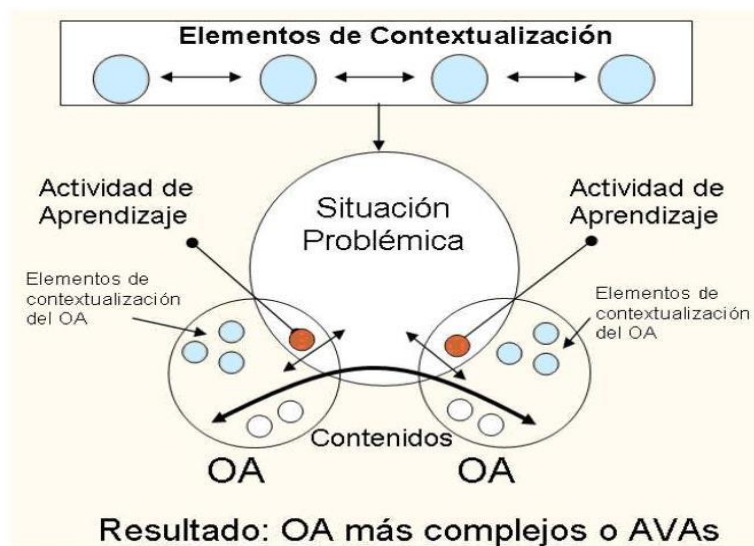 Elementos de Contextualización
Actividad de
Aprendizaje
Situación
Problémica
Actividad de
Aprendizaje
Elementos de
contextualización
del OA
Elementos de
contextualización
del OA
Contenidos
OA
OA
Resultado: OA más complejos o AVAs